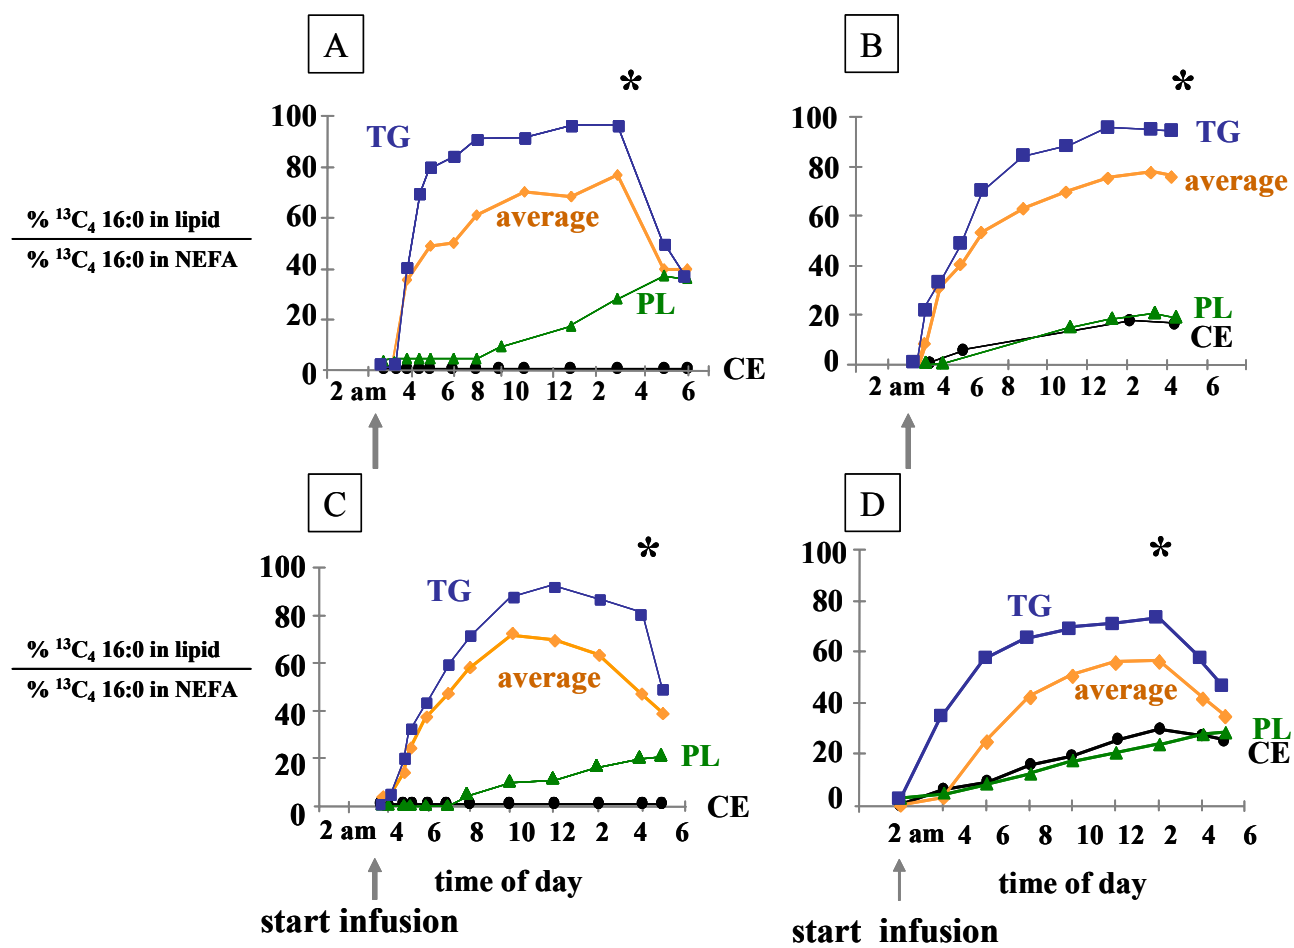 A
B
*
*
100
80
60
40
20
0
TG
average
PL
CE
2 am 4 6 8 10 12 2 4 6
100
80
60
40
20
0
TG
average
PL
CE
2 am 4 6 8 10 12 2 4 6
% ¹³C₄ 16:0 in lipid
% ¹³C₄ 16:0 in NEFA
C
D
*
*
100
80
60
40
20
0
TG
average
PL
CE
2 am 4 6 8 10 12 2 4 6
100
80
60
40
20
0
TG
average
PL
CE
2 am 4 6 8 10 12 2 4 6
% ¹³C₄ 16:0 in lipid
% ¹³C₄ 16:0 in NEFA
time of day
time of day
start infusion
start infusion